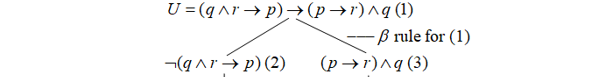 U = (q ∧ r → p) → (p → r) ∧ q (1)
β rule for (1)
¬(q ∧ r → p) (2) (p → r) ∧ q (3)